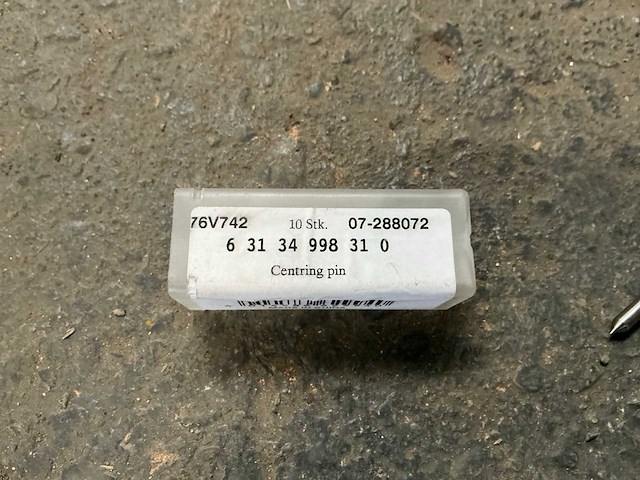 76V742 10 Stk. 07-288072
6 31 34 998 31 0
Centring pin